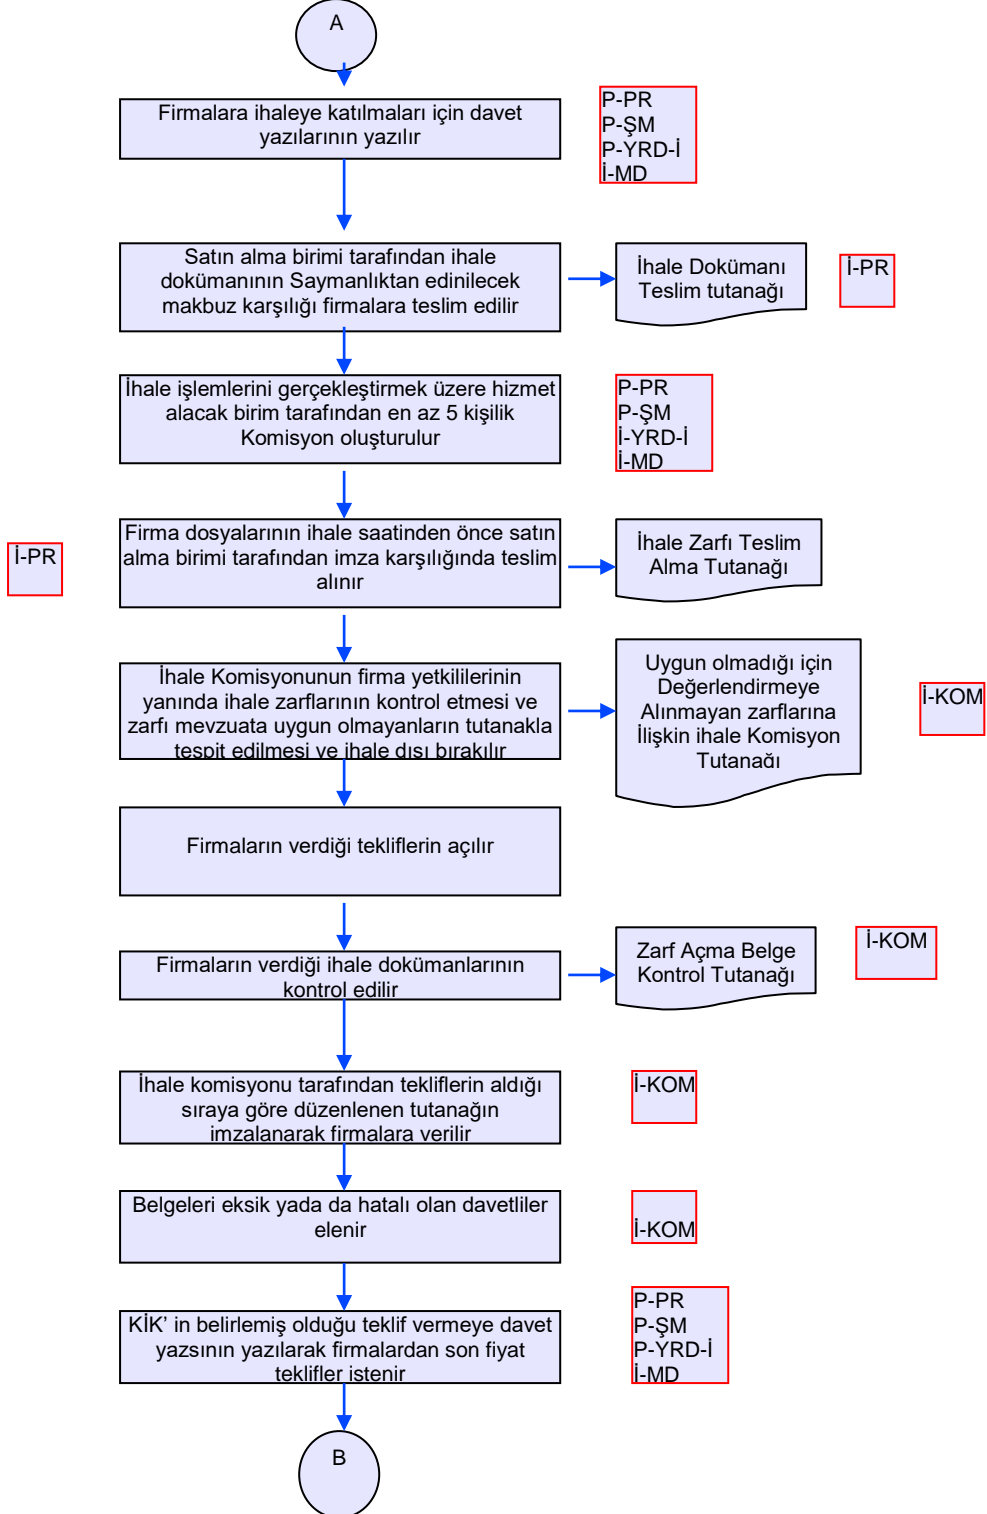 A
Firmalara ihaleye katılmaları için davet
yazılarının yazılır
P-PR
P-ŞM
P-YRD-İ
İ-MD
Satın alma birimi tarafından ihale
dokümanının Saymanlıktan edinilecek
makbuz karşılığı firmalara teslim edilir
İhale Dokümanı
Teslim tutanağı
İ-PR
İhale işlemlerini gerçekleştirmek üzere hizmet
alacak birim tarafından en az 5 kişilik
Komisyon oluşturulur
P-PR
P-ŞM
İ-YRD-İ
İ-MD
İ-PR
Firma dosyalarının ihale saatinden önce satın
alma birimi tarafından imza karşılığında teslim
alınır
İhale Zarfı Teslim
Alma Tutanağı
İhale Komisyonunun firma yetkililerinin
yanında ihale zarflarının kontrol etmesi ve
zarfı mevzuata uygun olmayanların tutanakla
tespit edilmesi ve ihale dışı bırakılır
Uygun olmadığı için
Değerlendirmeye
Alınmayan zarflarına
İlişkin ihale Komisyon
Tutanağı
İ-KOM
Firmaların verdiği tekliflerin açılır
Firmaların verdiği ihale dokümanlarının
kontrol edilir
Zarf Açma Belge
Kontrol Tutanağı
İ-KOM
İhale komisyonu tarafından tekliflerin aldığı
sıraya göre düzenlenen tutanağın
imzalanarak firmalara verilir
İ-KOM
Belgeleri eksik yada da hatalı olan davetliler
elenir
İ-KOM
KİK' in belirlemiş olduğu teklif vermeye davet
yazsının yazılarak firmalardan son fiyat
teklifler istenir
P-PR
P-ŞM
P-YRD-İ
İ-MD
B